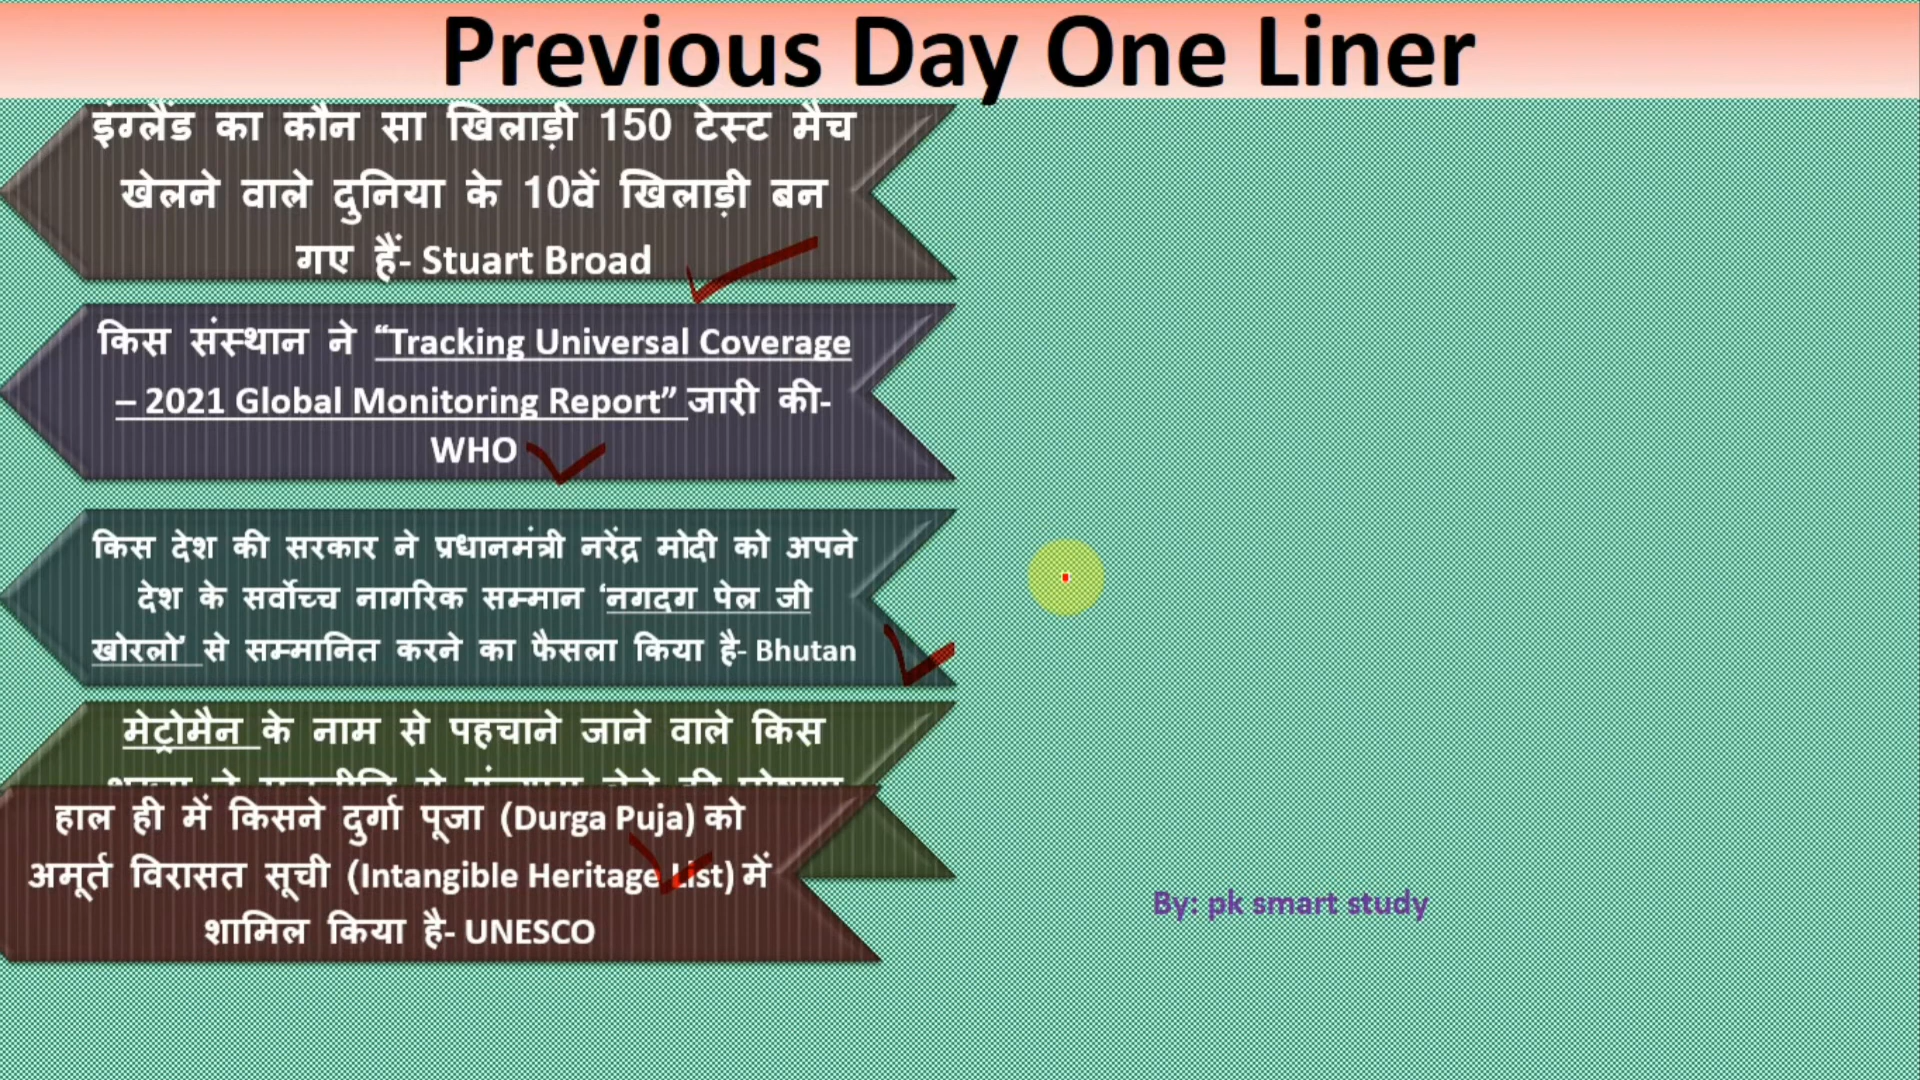 Previous Day One Liner
इंग्लैंड का कौन सा खिलाड़ी 150 टेस्ट मैच
खेलने वाले दुनिया के 10वें खिलाड़ी बन
गए हैं- Stuart Broad
किस संस्थान ने “Tracking Universal Coverage
– 2021 Global Monitoring Report” जारी की-
WHO
किस देश की सरकार ने प्रधानमंत्री नरेंद्र मोदी को अपने
देश के सर्वोच्च नागरिक सम्मान ‘नगदग पेल जी
खोरलो’ से सम्मानित करने का फैसला किया है- Bhutan
मेट्रोमैन के नाम से पहचाने जाने वाले किस
हाल ही में किसने दुर्गा पूजा (Durga Puja) को
अमूर्त विरासत सूची (Intangible Heritage List) में
शामिल किया है- UNESCO
By: pk smart study